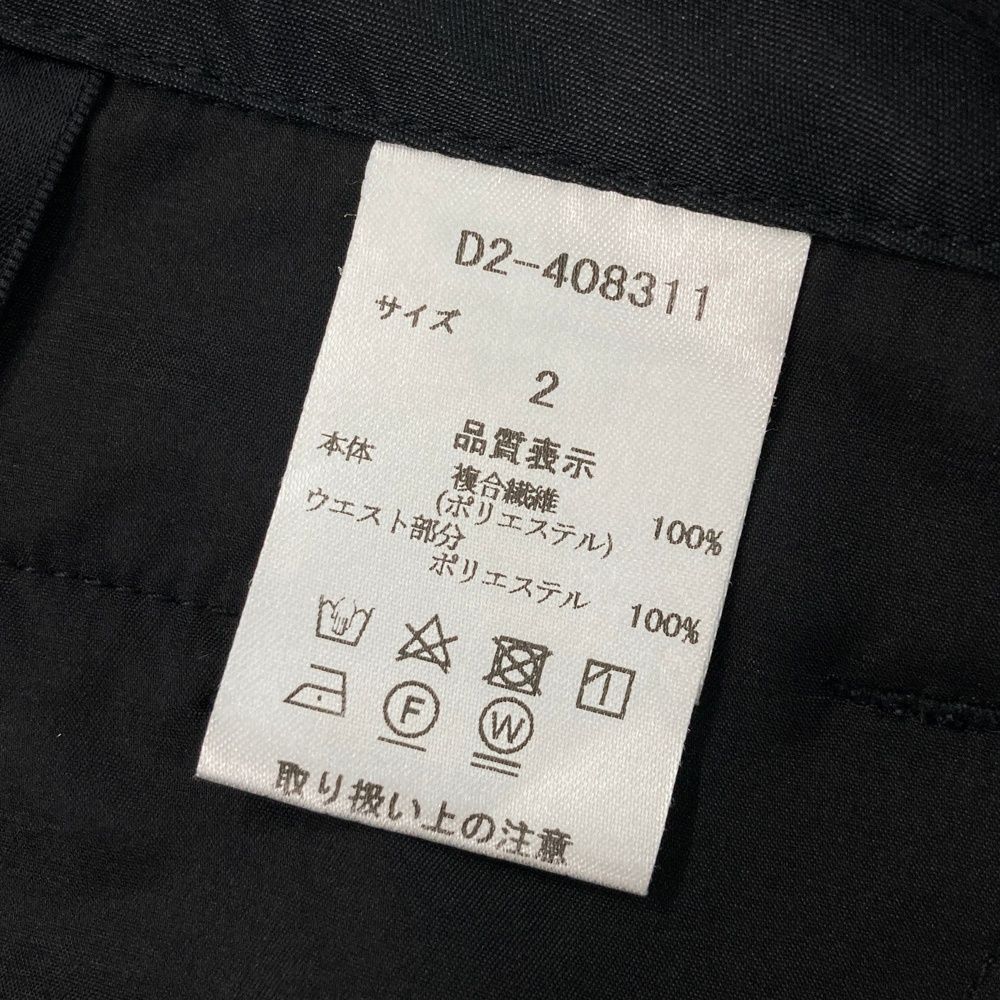 D2-408311
サイズ
2
品質表示
本体
複合繊維
(ポリエステル) 100%
ウエスト部分
ポリエステル 100%
F
W
取り扱い上の注意